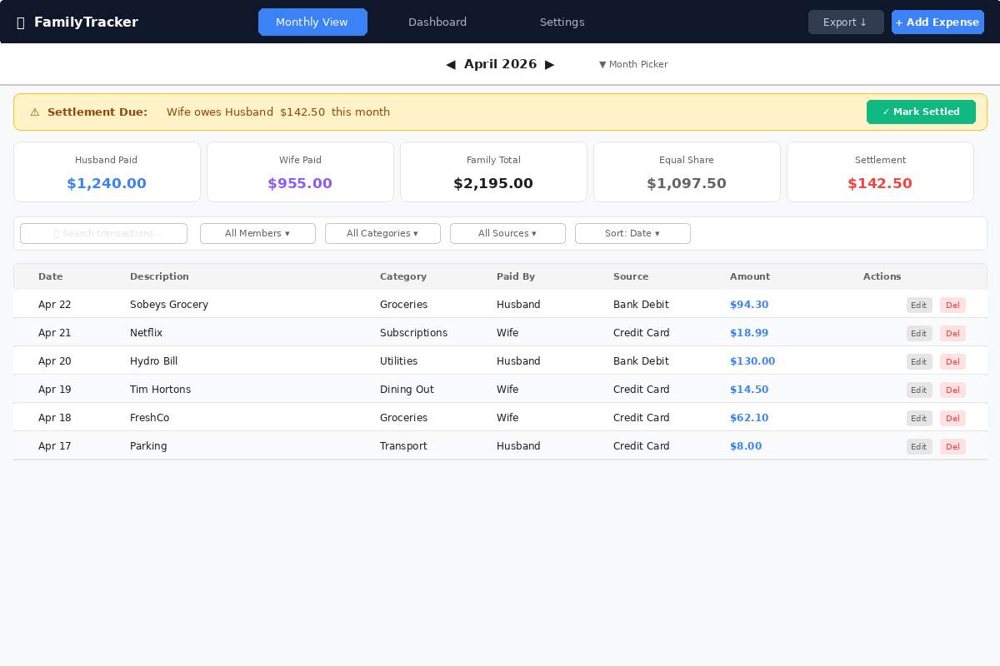 FamilyTracker Monthly View Dashboard Settings Export ↓ + Add Expense
◀ April 2026 ▶ ▼ Month Picker
⚠ Settlement Due: Wife owes Husband $142.50 this month ✓ Mark Settled
Husband Paid Wife Paid Family Total Equal Share Settlement
$1,240.00 $955.00 $2,195.00 $1,097.50 $142.50
Search transactions... All Members ▾ All Categories ▾ All Sources ▾ Sort: Date ▾
Date Description Category Paid By Source Amount Actions
Apr 22 Sobeys Grocery Groceries Husband Bank Debit $94.30 Edit Del
Apr 21 Netflix Subscriptions Wife Credit Card $18.99 Edit Del
Apr 20 Hydro Bill Utilities Husband Bank Debit $130.00 Edit Del
Apr 19 Tim Hortons Dining Out Wife Credit Card $14.50 Edit Del
Apr 18 FreshCo Groceries Wife Credit Card $62.10 Edit Del
Apr 17 Parking Transport Husband Credit Card $8.00 Edit Del